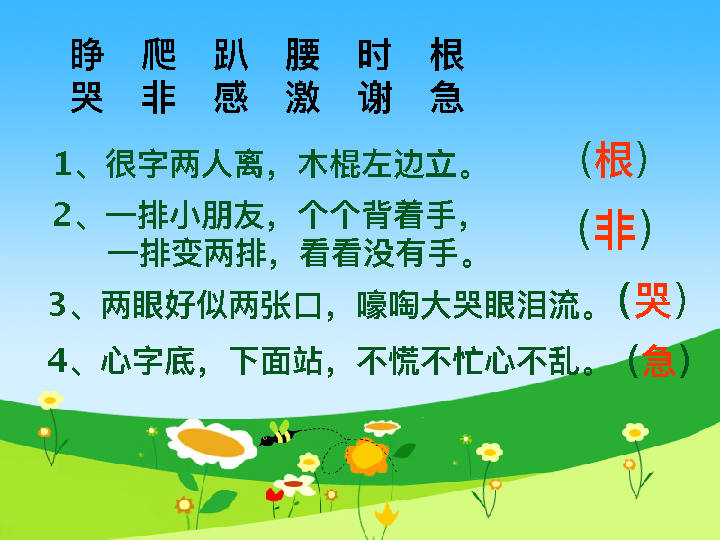 睁 爬 趴 腰 时 根
哭 非 感 激 谢 急
1、很字两人离，木棍左边立。（根）
2、一排小朋友，个个背着手，
一排变两排，看看没有手。（非）
3、两眼好似两张口，嚎啕大哭眼泪流。（哭）
4、心字底，下面站，不慌不忙心不乱。（急）